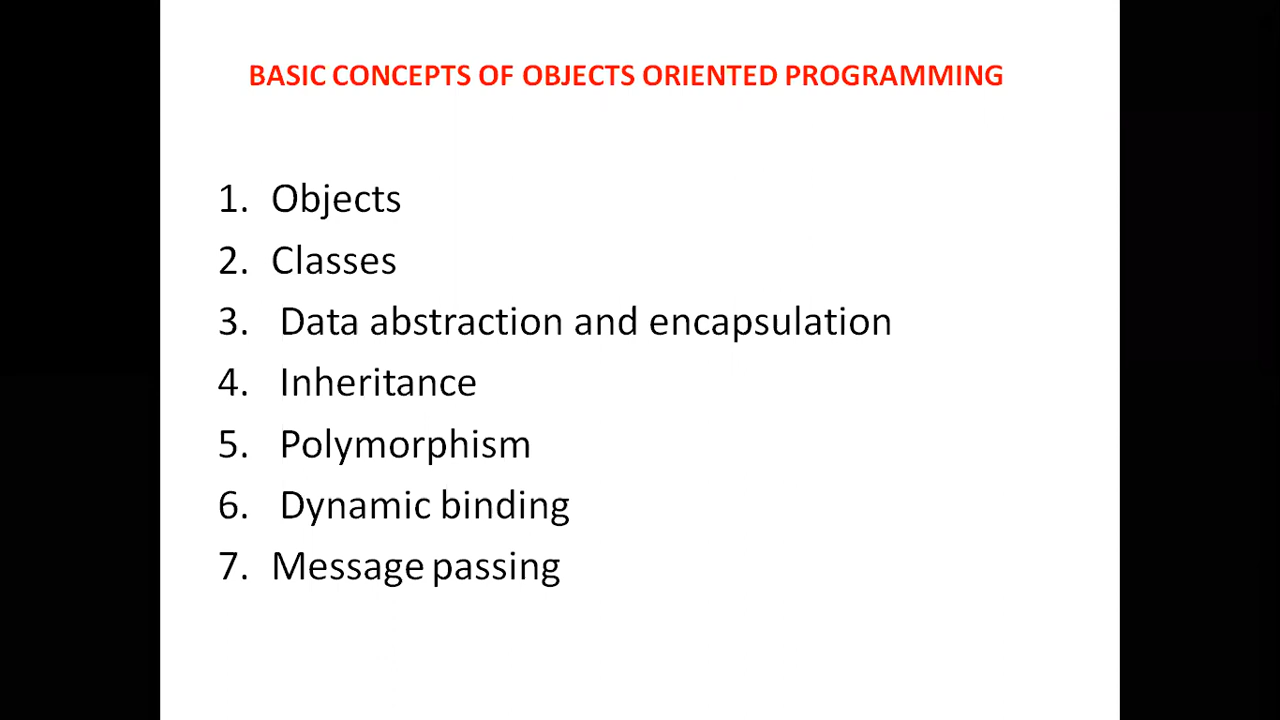 BASIC CONCEPTS OF OBJECTS ORIENTED PROGRAMMING
1. Objects
2. Classes
3. Data abstraction and encapsulation
4. Inheritance
5. Polymorphism
6. Dynamic binding
7. Message passing